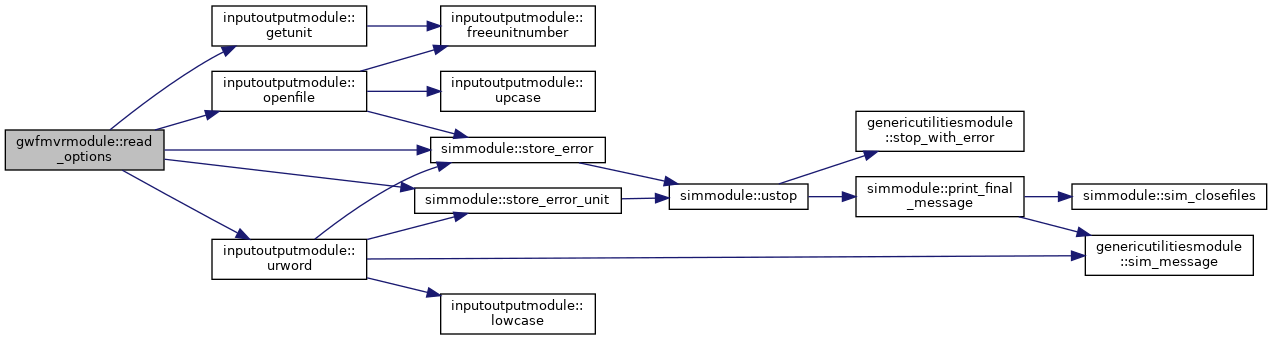 gwfmvrmodule::read
_options
inputoutputmodule::
getunit
inputoutputmodule::
openfile
inputoutputmodule::
urword
inputoutputmodule::
freeunitnumber
inputoutputmodule::
upcase
simmodule::store_error
simmodule::store_error_unit
inputoutputmodule::
lowcase
simmodule::ustop
genericutilitiesmodule
::stop_with_error
simmodule::print_final
_message
simmodule::sim_closefiles
genericutilitiesmodule
::sim_message